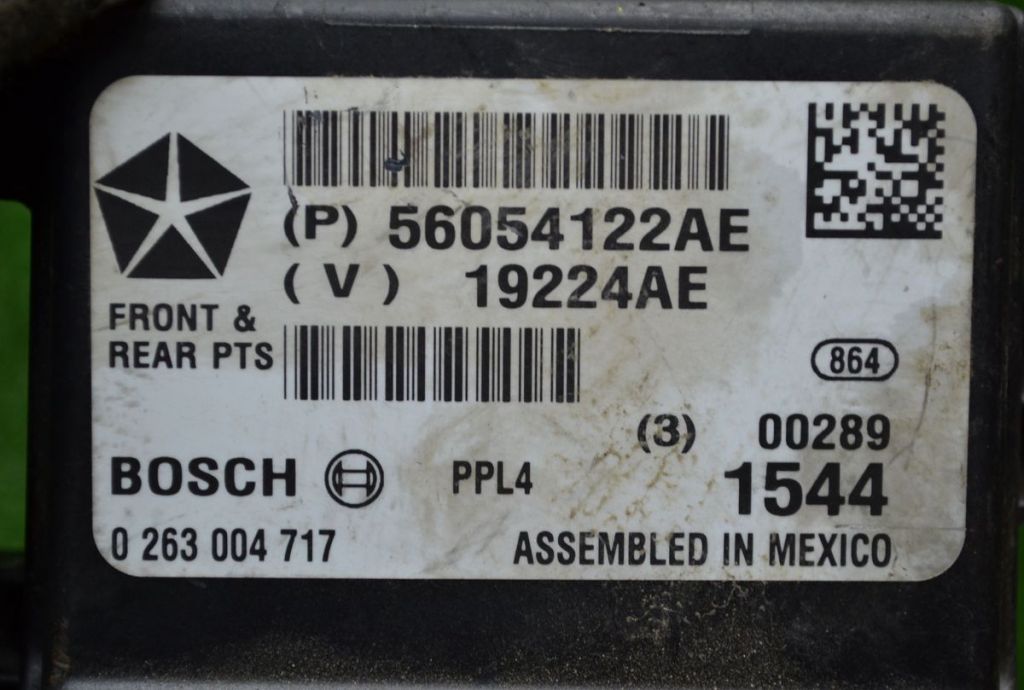 (P) 56054122AE
(V) 19224AE
FRONT &
REAR PTS
864
(3) 00289
BOSCH PPL4 1544
0 263 004 717 ASSEMBLED IN MEXICO